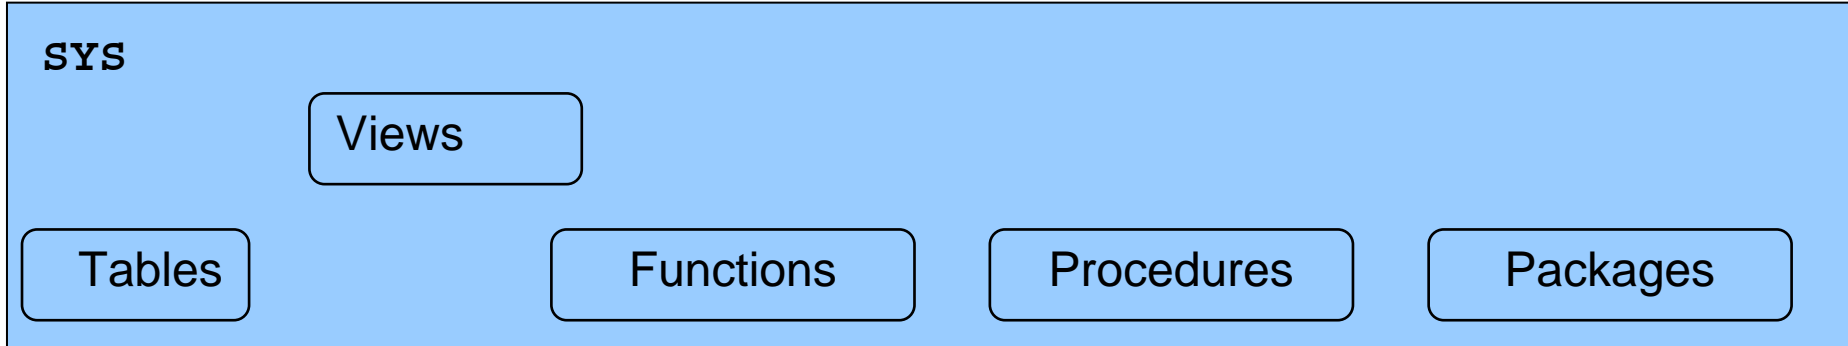 SYS
Views
Tables
Functions
Procedures
Packages